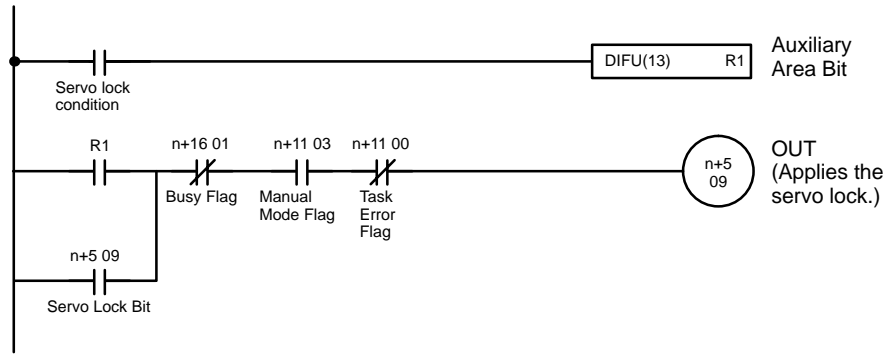 DIFU(13) R1
Auxiliary
Area Bit
Servo lock
condition
R1
n+16 01
n+11 03
n+11 00
Busy Flag
Manual
Mode Flag
Task
Error
Flag
n+5
09
OUT
(Applies the
servo lock.)
n+5 09
Servo Lock Bit